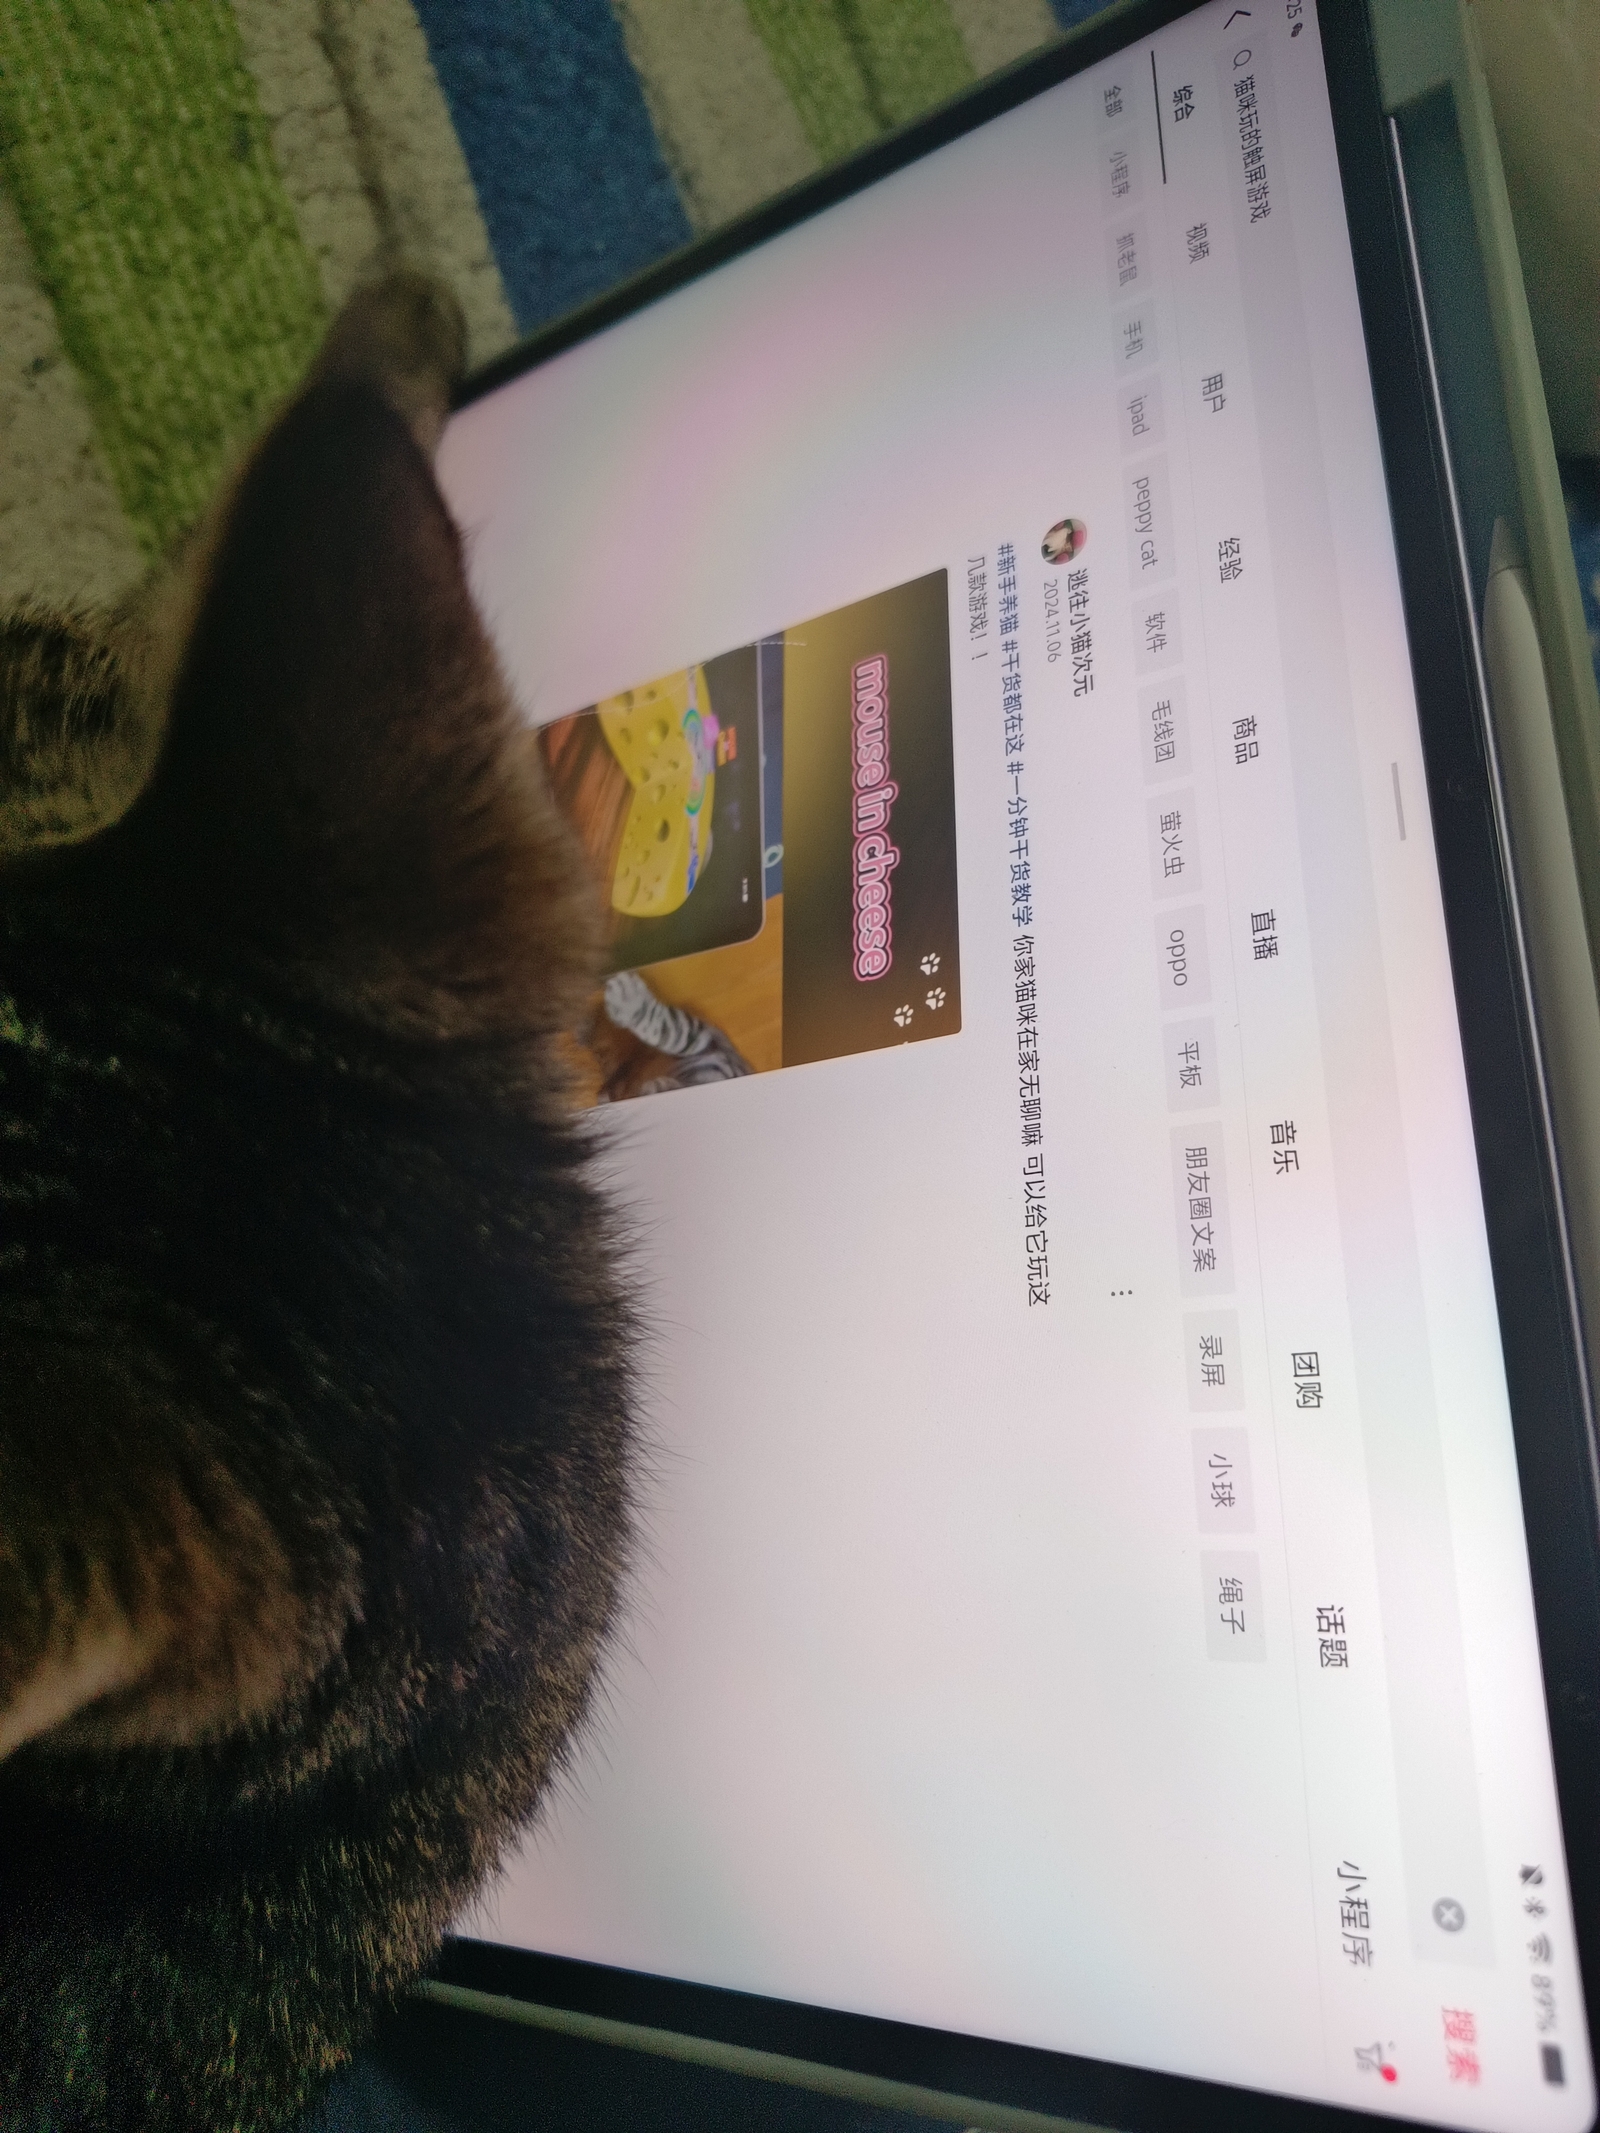 25
猫咪玩的触屏游戏
搜索
89%
综合 视频 用户 经验 商品 直播 音乐 团购 话题 小程序
全部 小程序 抓老鼠 手机 ipad peppy cat 软件 毛线团 萤火虫 oppo 平板 朋友圈文案 录屏 小球 绳子
逃往小猫次元
2024.11.06
#新手养猫 #干货都在这 #一分钟干货教学 你家猫咪在家无聊嘛 可以给它玩这
几款游戏！！
mouse in cheese